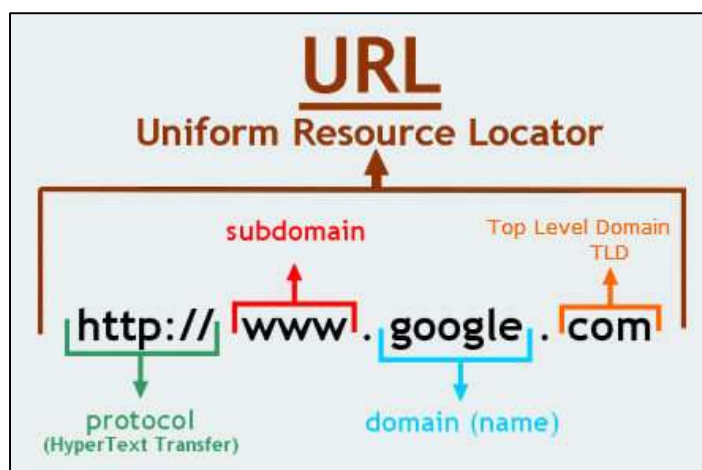 URL
Uniform Resource Locator
subdomain
Top Level Domain
TLD
http:// www . google . com
protocol
(HyperText Transfer)
domain (name)